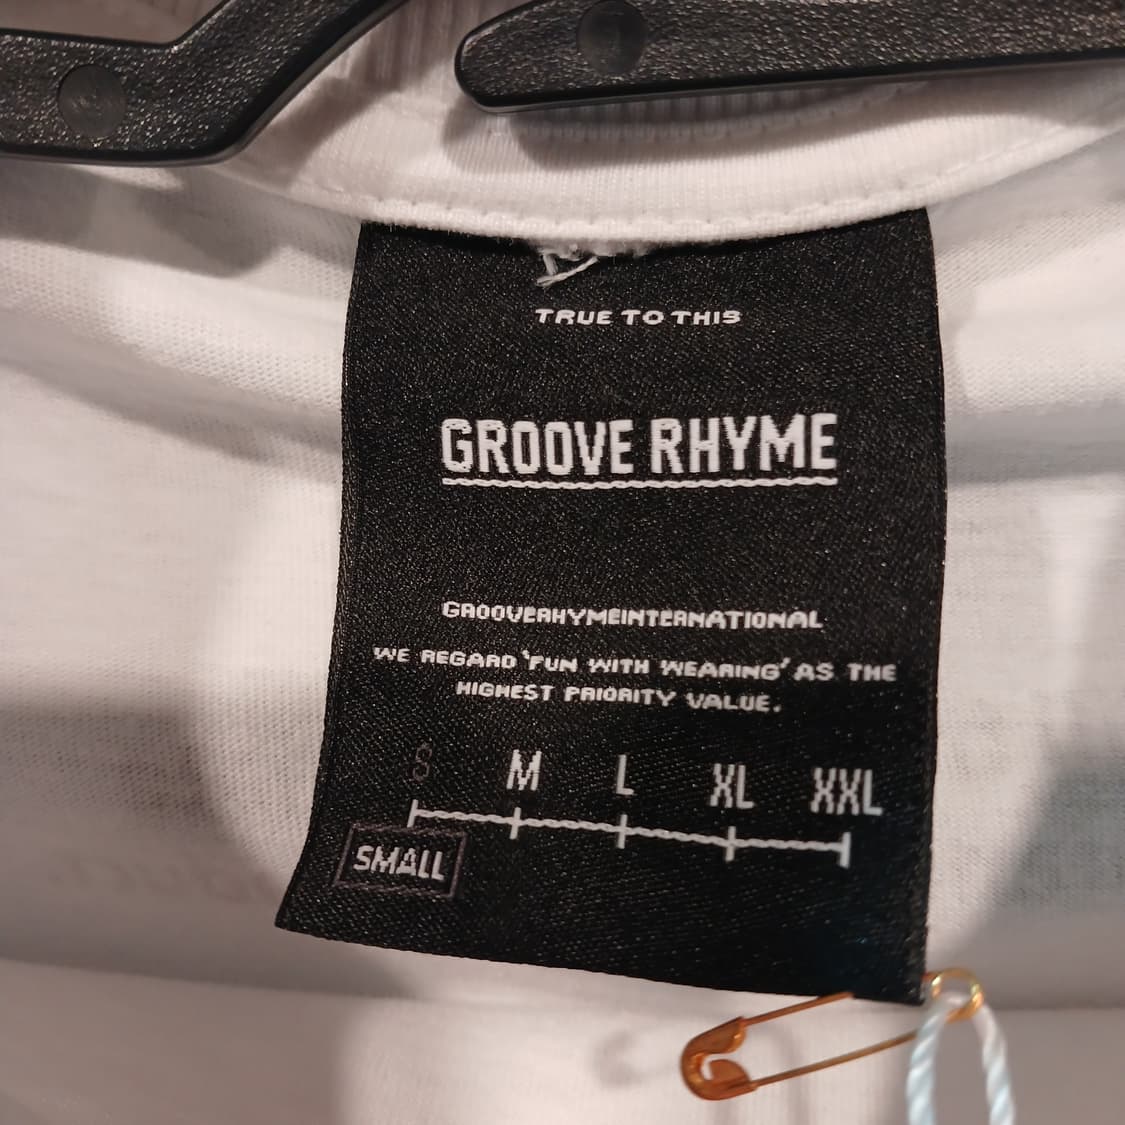 TRUE TO THIS
GROOVE RHYME
GROOVERHYMEINTERNATIONAL
WE REGARD 'FUN WITH WEARING' AS THE
HIGHEST PRIORITY VALUE.
S M L XL XXL
SMALL